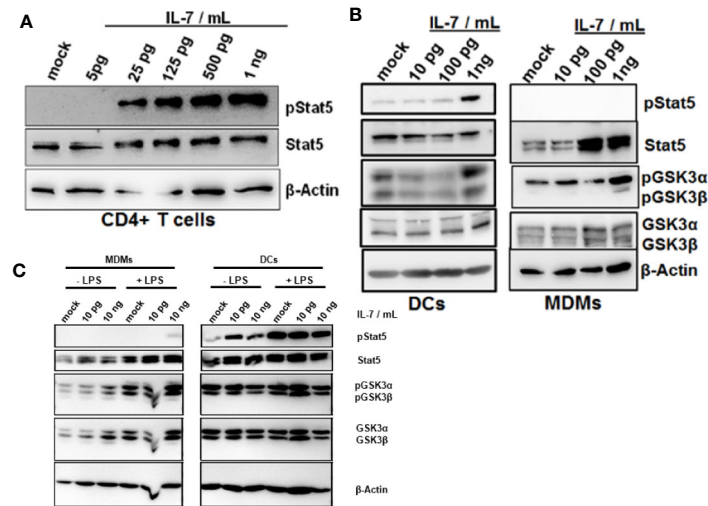 A
IL-7 / mL
mock
5pg
25 pg
125 pg
500 pg
1 ng
pStat5
Stat5
β-Actin
CD4+ T cells
B
IL-7 / mL
IL-7 / mL
mock
10 pg
100 pg
1ng
mock
10 pg
100 pg
1ng
pStat5
Stat5
pGSK3α
pGSK3β
GSK3α
GSK3β
β-Actin
DCs
MDMs
C
MDMs
DCs
- LPS
+ LPS
- LPS
+ LPS
mock
10 pg
10 ng
mock
10 pg
10 ng
mock
10 pg
10 ng
mock
10 pg
10 ng
IL-7 / mL
pStat5
Stat5
pGSK3α
pGSK3β
GSK3α
GSK3β
β-Actin